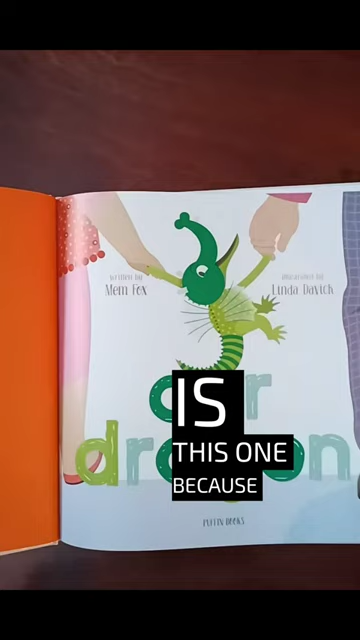 written by
Mem Fox
illustrated by
Linda Davick
IS
THIS ONE
BECAUSE
PUFFIN BOOKS